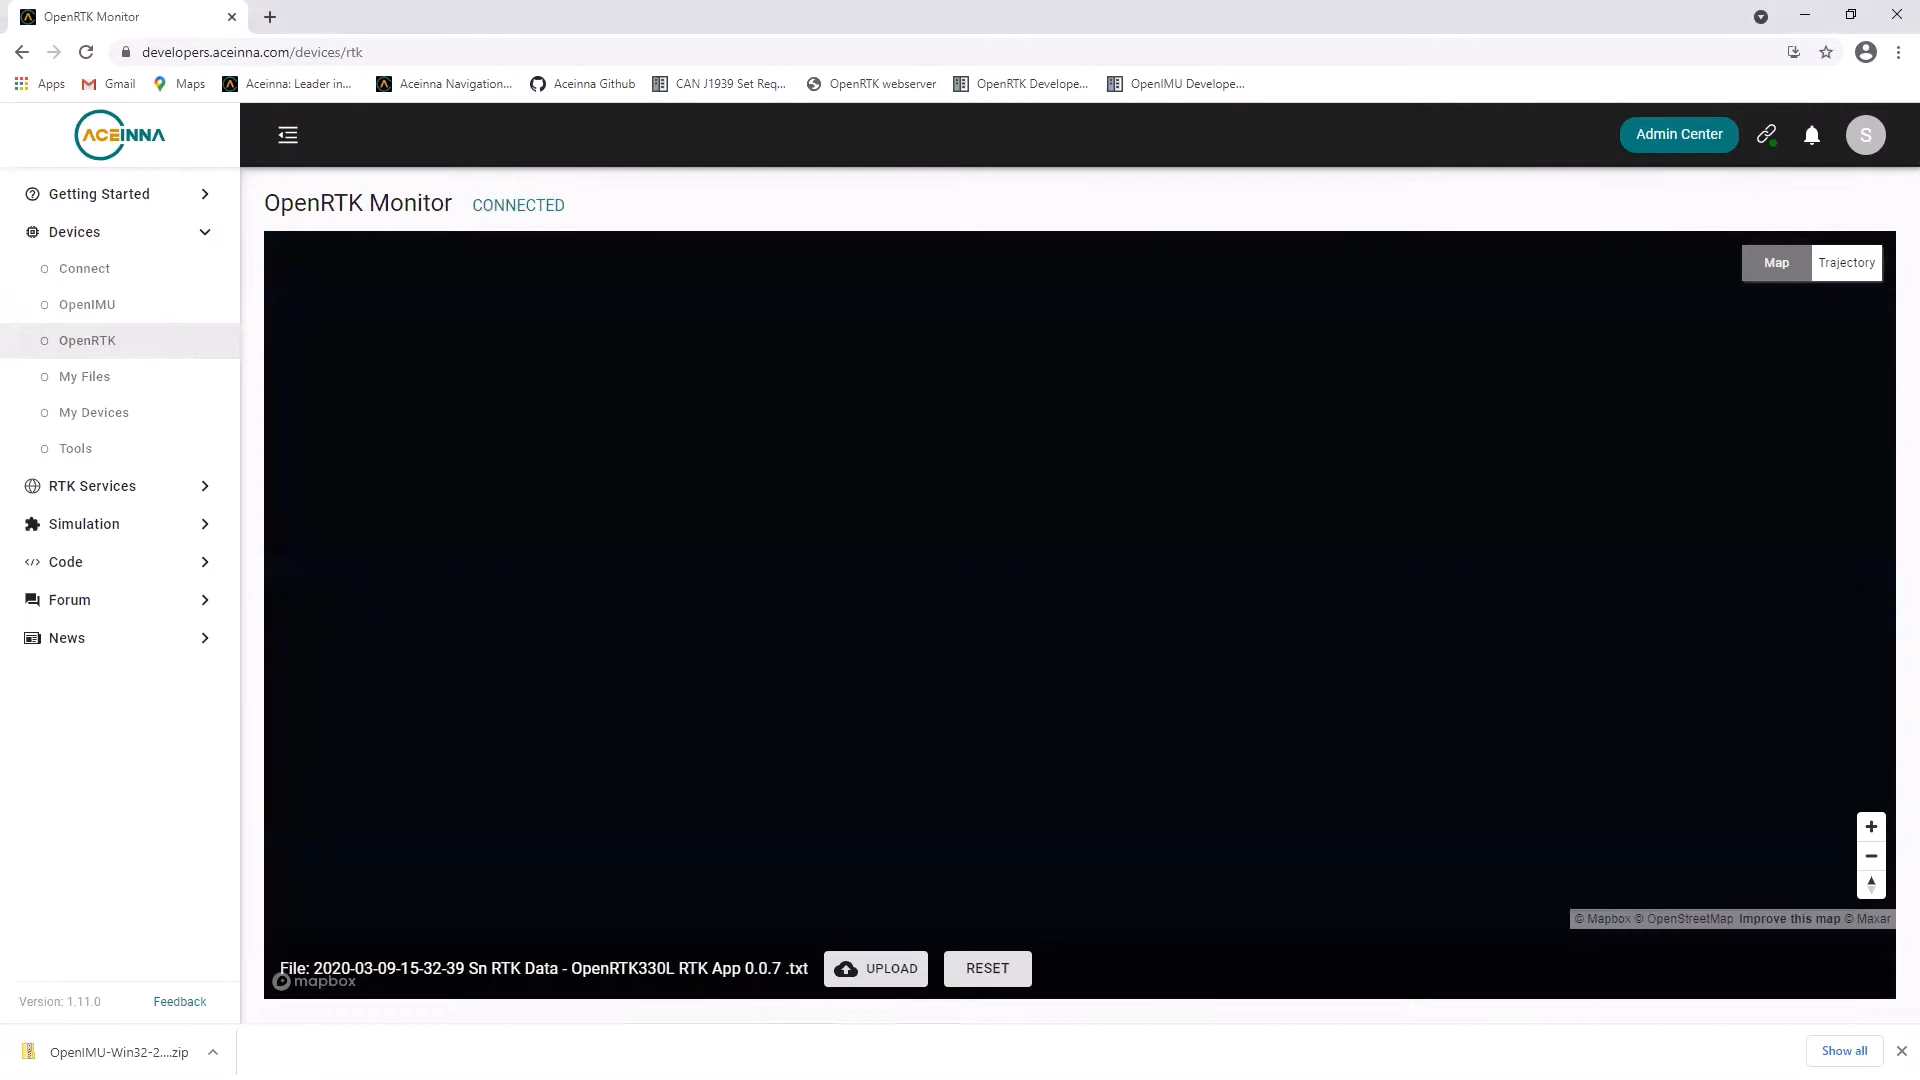 OpenRTK Monitor
developers.aceinna.com/devices/rtk
Apps Gmail Maps Aceinna: Leader in... Aceinna Navigation... Aceinna Github CAN J1939 Set Req... OpenRTK webserver OpenRTK Develope... OpenIMU Develope...
ACEINNA
Admin Center
S
Getting Started
Devices
Connect
OpenIMU
OpenRTK
My Files
My Devices
Tools
RTK Services
Simulation
Code
Forum
News
Version: 1.11.0 Feedback
OpenRTK Monitor CONNECTED
Map Trajectory
© Mapbox © OpenStreetMap Improve this map © Maxar
File: 2020-03-09-15-32-39 Sn RTK Data - OpenRTK330L RTK App 0.0.7 .txt UPLOAD RESET
mapbox
OpenIMU-Win32-2....zip
Show all